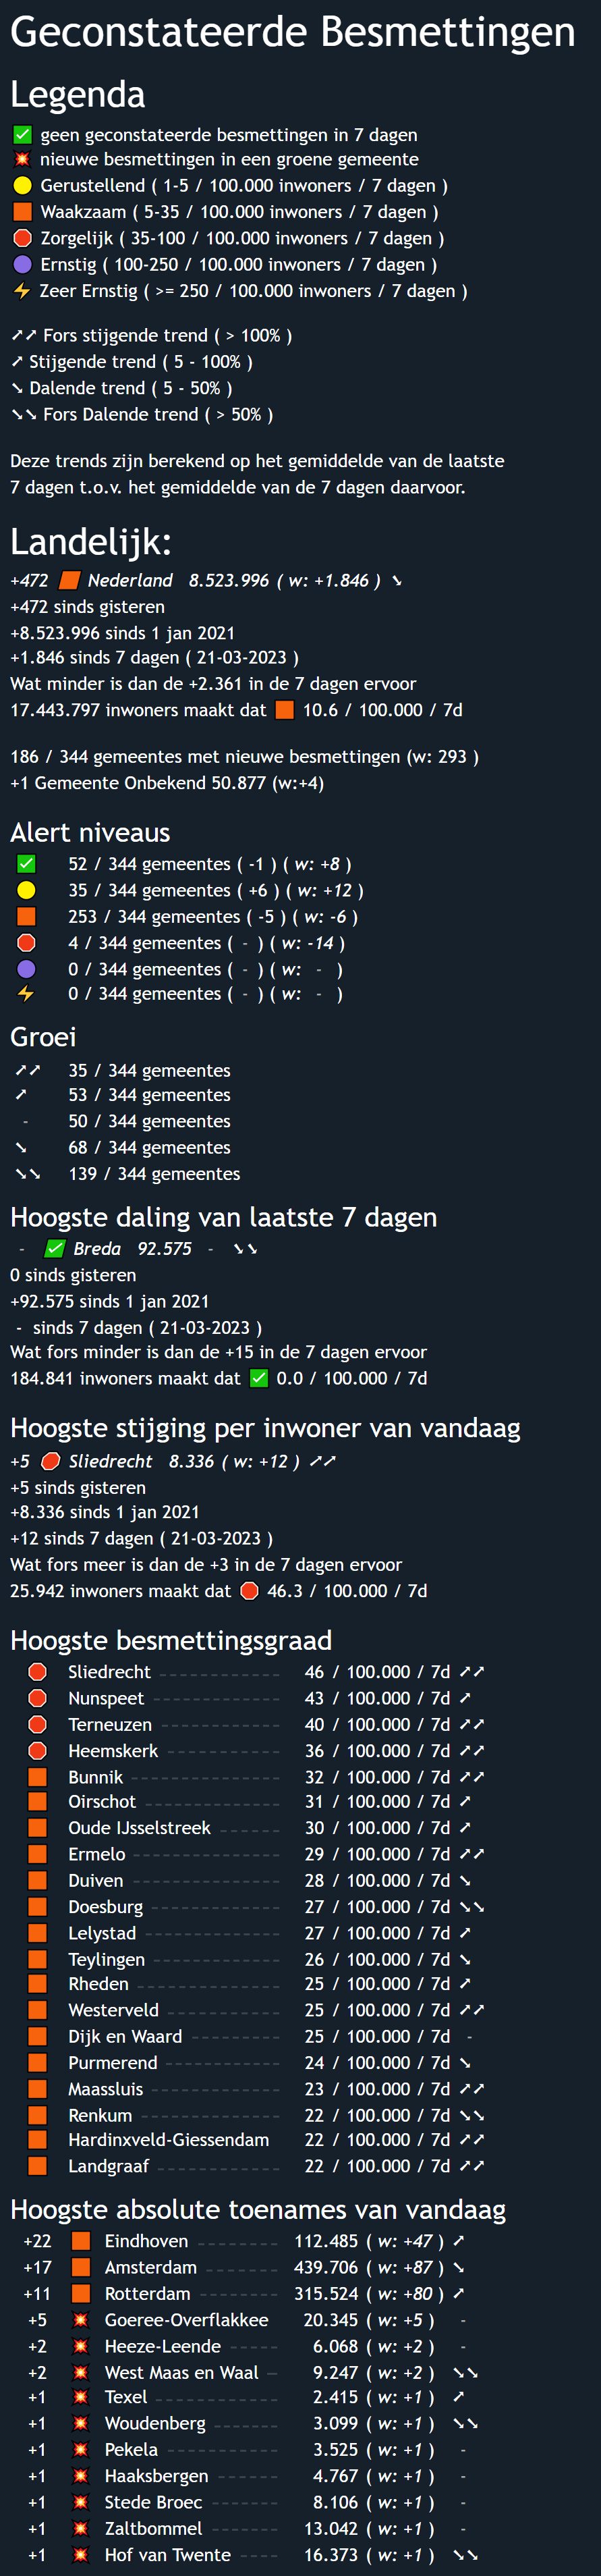 Geconstateerde Besmettingen
Legenda
✅ geen geconstateerde besmettingen in 7 dagen
💥 nieuwe besmettingen in een groene gemeente
🟡 Gerustellend ( 1-5 / 100.000 inwoners / 7 dagen )
🟧 Waakzaam ( 5-35 / 100.000 inwoners / 7 dagen )
🛑 Zorgelijk ( 35-100 / 100.000 inwoners / 7 dagen )
🟣 Ernstig ( 100-250 / 100.000 inwoners / 7 dagen )
⚡ Zeer Ernstig ( >= 250 / 100.000 inwoners / 7 dagen )
➚➚ Fors stijgende trend ( > 100% )
➚ Stijgende trend ( 5 - 100% )
➘ Dalende trend ( 5 - 50% )
➘➘ Fors Dalende trend ( > 50% )
Deze trends zijn berekend op het gemiddelde van de laatste
7 dagen t.o.v. het gemiddelde van de 7 dagen daarvoor.
Landelijk:
+472 🟧 Nederland 8.523.996 ( w: +1.846 ) ➘
+472 sinds gisteren
+8.523.996 sinds 1 jan 2021
+1.846 sinds 7 dagen ( 21-03-2023 )
Wat minder is dan de +2.361 in de 7 dagen ervoor
17.443.797 inwoners maakt dat 🟧 10.6 / 100.000 / 7d
186 / 344 gemeentes met nieuwe besmettingen (w: 293 )
+1 Gemeente Onbekend 50.877 (w:+4)
Alert niveaus
✅ 52 / 344 gemeentes ( -1 ) ( w: +8 )
🟡 35 / 344 gemeentes ( +6 ) ( w: +12 )
🟧 253 / 344 gemeentes ( -5 ) ( w: -6 )
🛑 4 / 344 gemeentes ( - ) ( w: -14 )
🟣 0 / 344 gemeentes ( - ) ( w: - )
⚡ 0 / 344 gemeentes ( - ) ( w: - )
Groei
➚➚ 35 / 344 gemeentes
➚ 53 / 344 gemeentes
- 50 / 344 gemeentes
➘ 68 / 344 gemeentes
➘➘ 139 / 344 gemeentes
Hoogste daling van laatste 7 dagen
- ✅ Breda 92.575 - ➘➘
0 sinds gisteren
+92.575 sinds 1 jan 2021
- sinds 7 dagen ( 21-03-2023 )
Wat fors minder is dan de +15 in de 7 dagen ervoor
184.841 inwoners maakt dat ✅ 0.0 / 100.000 / 7d
Hoogste stijging per inwoner van vandaag
+5 🛑 Sliedrecht 8.336 ( w: +12 ) ➚➚
+5 sinds gisteren
+8.336 sinds 1 jan 2021
+12 sinds 7 dagen ( 21-03-2023 )
Wat fors meer is dan de +3 in de 7 dagen ervoor
25.942 inwoners maakt dat 🛑 46.3 / 100.000 / 7d
Hoogste besmettingsgraad
🛑 Sliedrecht 46 / 100.000 / 7d ➚➚
🛑 Nunspeet 43 / 100.000 / 7d ➚
🛑 Terneuzen 40 / 100.000 / 7d ➚➚
🛑 Heemskerk 36 / 100.000 / 7d ➚➚
🟧 Bunnik 32 / 100.000 / 7d ➚➚
🟧 Oirschot 31 / 100.000 / 7d ➚
🟧 Oude IJsselstreek 30 / 100.000 / 7d ➚
🟧 Ermelo 29 / 100.000 / 7d ➚➚
🟧 Duiven 28 / 100.000 / 7d ➘
🟧 Doesburg 27 / 100.000 / 7d ➘➘
🟧 Lelystad 27 / 100.000 / 7d ➚
🟧 Teylingen 26 / 100.000 / 7d ➘
🟧 Rheden 25 / 100.000 / 7d ➚
🟧 Westerveld 25 / 100.000 / 7d ➚➚
🟧 Dijk en Waard 25 / 100.000 / 7d -
🟧 Purmerend 24 / 100.000 / 7d ➘
🟧 Maassluis 23 / 100.000 / 7d ➚➚
🟧 Renkum 22 / 100.000 / 7d ➘➘
🟧 Hardinxveld-Giessendam 22 / 100.000 / 7d ➚➚
🟧 Landgraaf 22 / 100.000 / 7d ➚➚
Hoogste absolute toenames van vandaag
+22 🟧 Eindhoven 112.485 ( w: +47 ) ➚
+17 🟧 Amsterdam 439.706 ( w: +87 ) ➘
+11 🟧 Rotterdam 315.524 ( w: +80 ) ➚
+5 💥 Goeree-Overflakkee 20.345 ( w: +5 ) -
+2 💥 Heeze-Leende 6.068 ( w: +2 ) -
+2 💥 West Maas en Waal 9.247 ( w: +2 ) ➘➘
+1 💥 Texel 2.415 ( w: +1 ) ➚
+1 💥 Woudenberg 3.099 ( w: +1 ) ➘➘
+1 💥 Pekela 3.525 ( w: +1 ) -
+1 💥 Haaksbergen 4.767 ( w: +1 ) -
+1 💥 Stede Broec 8.106 ( w: +1 ) -
+1 💥 Zaltbommel 13.042 ( w: +1 ) -
+1 💥 Hof van Twente 16.373 ( w: +1 ) ➘➘